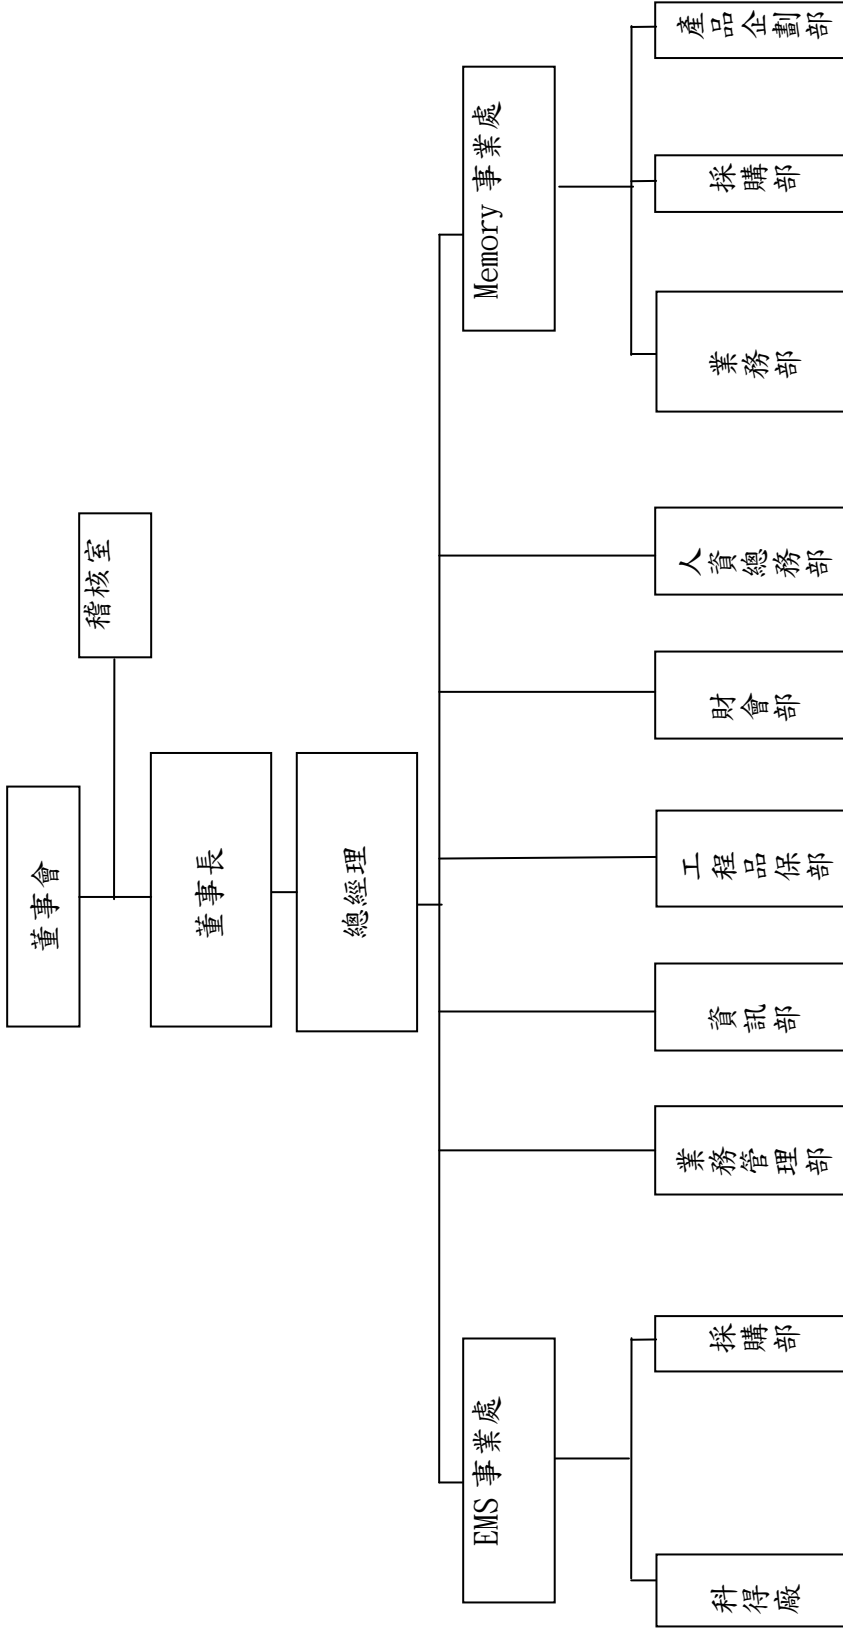 董事會
稽核室
董事長
總經理
EMS 事業處
Memory 事業處
科得廠
採購部
業務管理部
資訊部
工程品保部
財會部
人資總務部
業務部
採購部
產品企劃部